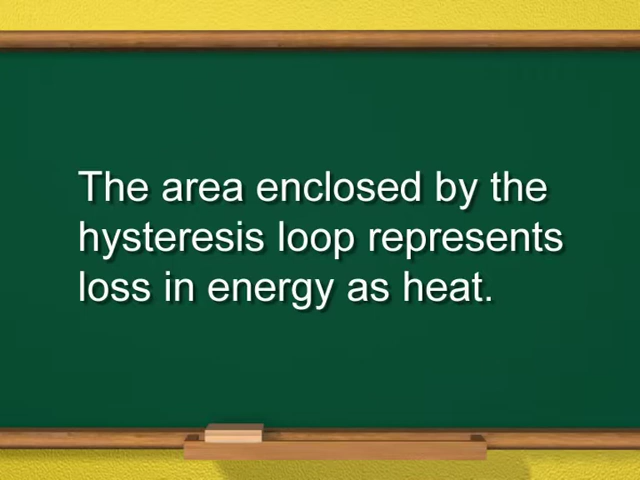 The area enclosed by the
hysteresis loop represents
loss in energy as heat.